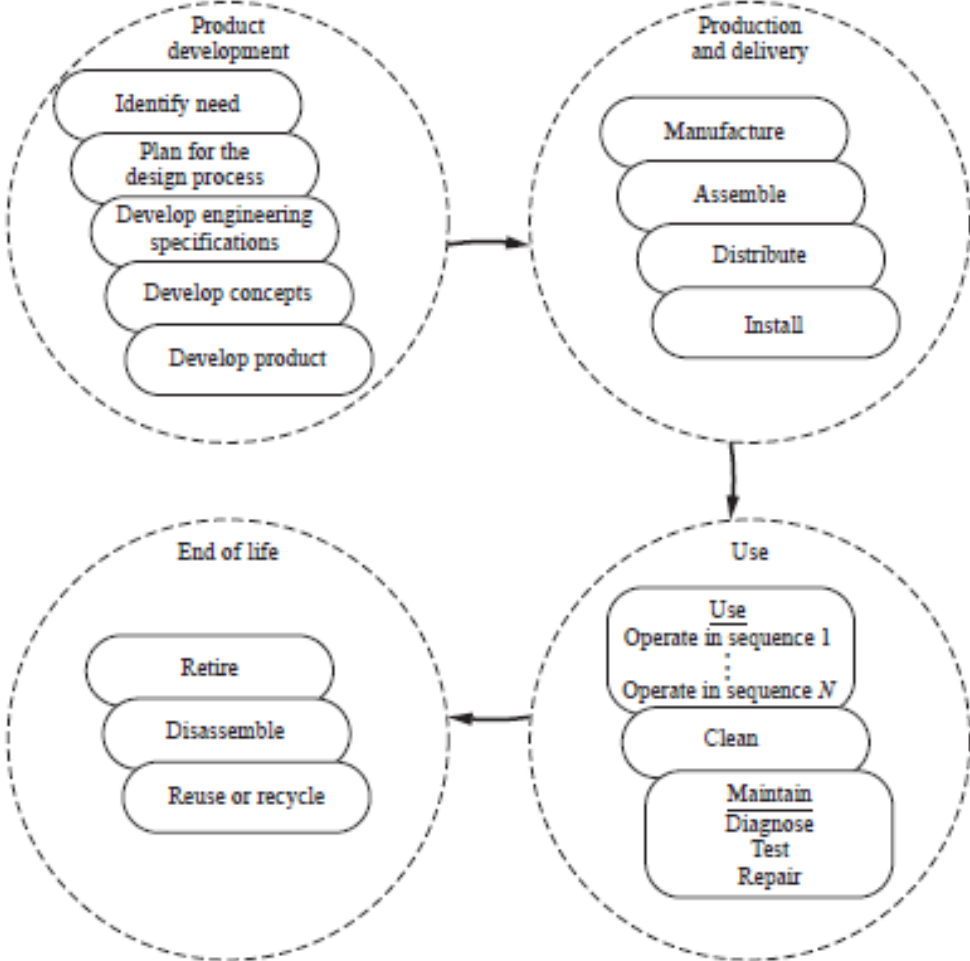 Product
development
Identify need
Plan for the
design process
Develop engineering
specifications
Develop concepts
Develop product
Production
and delivery
Manufacture
Assemble
Distribute
Install
Use
Use
Operate in sequence 1
⋮
Operate in sequence N
Clean
Maintain
Diagnose
Test
Repair
End of life
Retire
Disassemble
Reuse or recycle